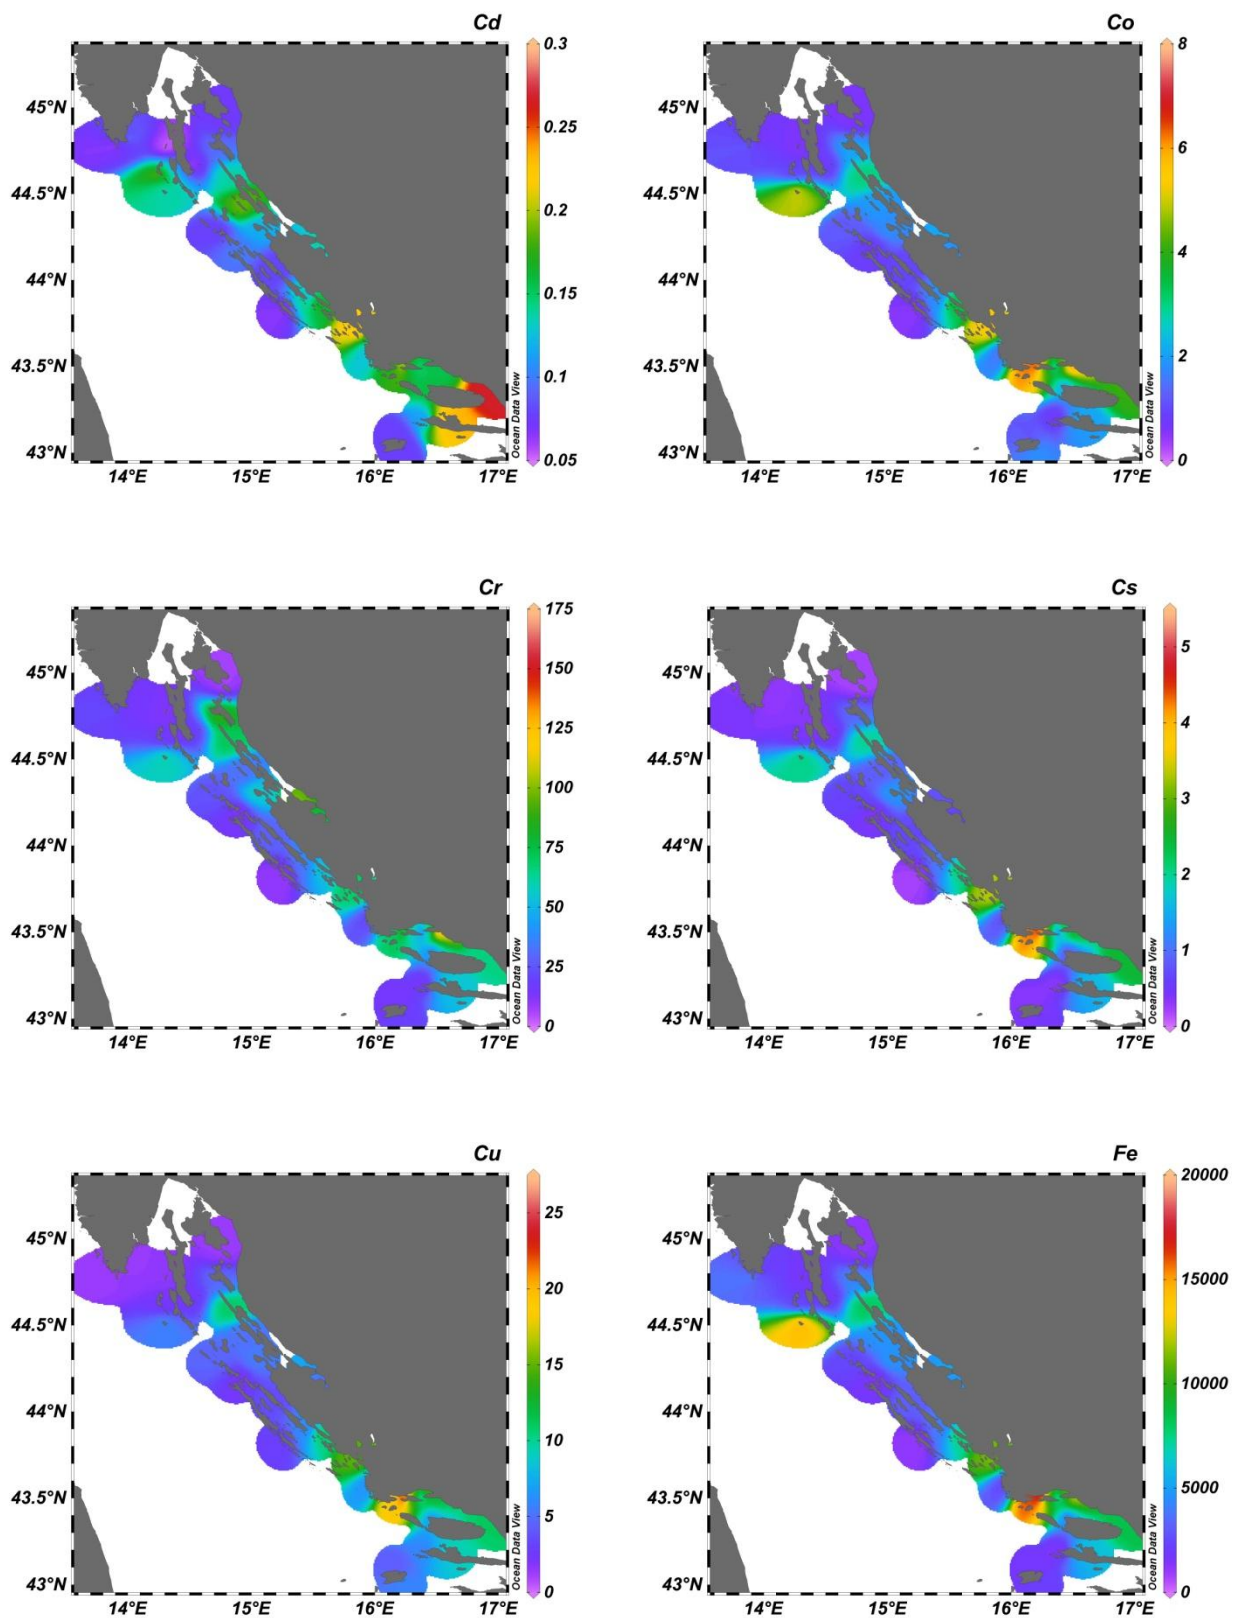 Cd
0.3
0.25
0.2
0.15
0.1
0.05
45°N
44.5°N
44°N
43.5°N
43°N
14°E 15°E 16°E 17°E
Ocean Data View
Co
8
6
4
2
0
45°N
44.5°N
44°N
43.5°N
43°N
14°E 15°E 16°E 17°E
Ocean Data View
Cr
175
150
125
100
75
50
25
0
45°N
44.5°N
44°N
43.5°N
43°N
14°E 15°E 16°E 17°E
Ocean Data View
Cs
5
4
3
2
1
0
45°N
44.5°N
44°N
43.5°N
43°N
14°E 15°E 16°E 17°E
Ocean Data View
Cu
25
20
15
10
5
0
45°N
44.5°N
44°N
43.5°N
43°N
14°E 15°E 16°E 17°E
Ocean Data View
Fe
20000
15000
10000
5000
0
45°N
44.5°N
44°N
43.5°N
43°N
14°E 15°E 16°E 17°E
Ocean Data View